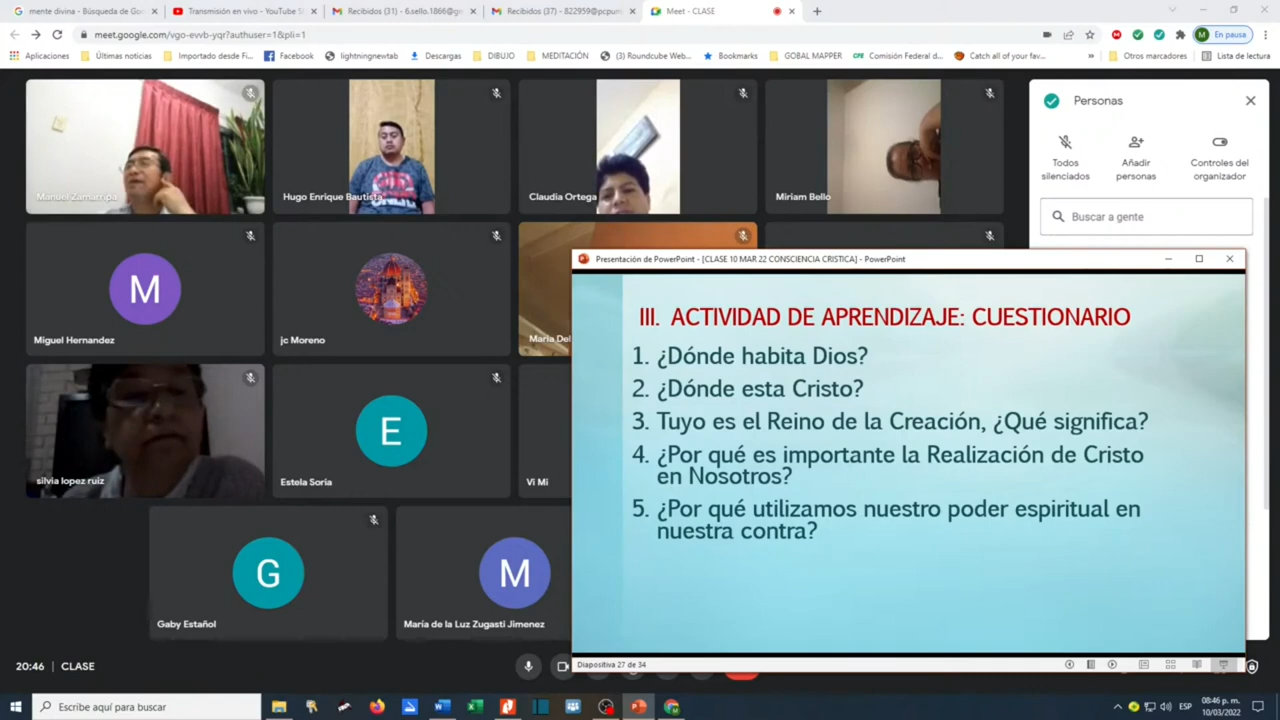 mente divina - Búsqueda de Goo
Transmisión en vivo - YouTube S
Recibidos (31) - 6.sello.1866@gm
Recibidos (37) - 822959@pcpum
Meet - CLASE
meet.google.com/vgo-evvb-yqr?authuser=1&pli=1
M
En pausa
Aplicaciones
Últimas noticias
Importado desde Fi...
Facebook
lightningnewtab
Descargas
DIBUJO
MEDITACIÓN
(3) Roundcube Web...
Bookmarks
GOBAL MAPPER
CFE
Comisión Federal d...
Catch all of your fav...
»
Otros marcadores
Lista de lectura
Manuel Zamarripa
Hugo Enrique Bautista
Claudia Ortega
Miriam Bello
Personas
Todos silenciados
Añadir personas
Controles del organizador
Buscar a gente
M
Miguel Hernandez
jc Moreno
Maria Del
silvia lopez ruiz
E
Estela Soria
Vi Mi
G
Gaby Estañol
M
María de la Luz Zugasti Jimenez
Presentación de PowerPoint - [CLASE 10 MAR 22 CONSCIENCIA CRISTICA] - PowerPoint
III. ACTIVIDAD DE APRENDIZAJE: CUESTIONARIO
1. ¿Dónde habita Dios?
2. ¿Dónde esta Cristo?
3. Tuyo es el Reino de la Creación, ¿Qué significa?
4. ¿Por qué es importante la Realización de Cristo
en Nosotros?
5. ¿Por qué utilizamos nuestro poder espiritual en
nuestra contra?
Diapositiva 27 de 34
20:46 | CLASE
Escribe aquí para buscar
ESP
08:46 p. m.
10/03/2022